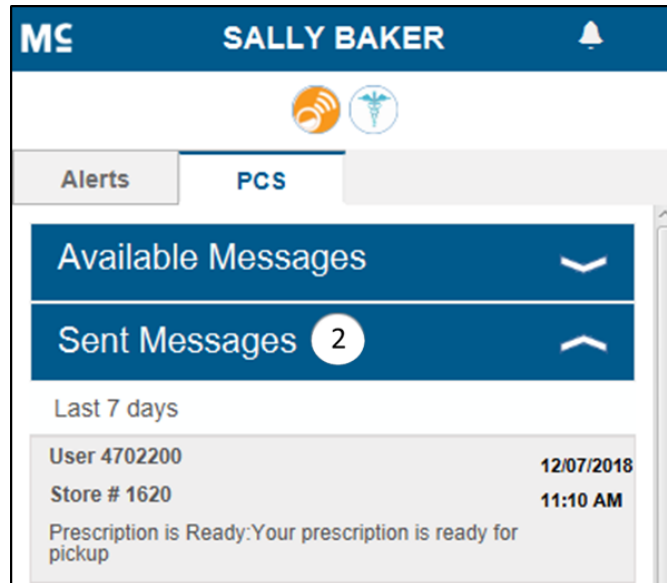 MC SALLY BAKER
Alerts PCS
Available Messages
Sent Messages 2
Last 7 days
User 4702200 12/07/2018
Store # 1620 11:10 AM
Prescription is Ready:Your prescription is ready for
pickup